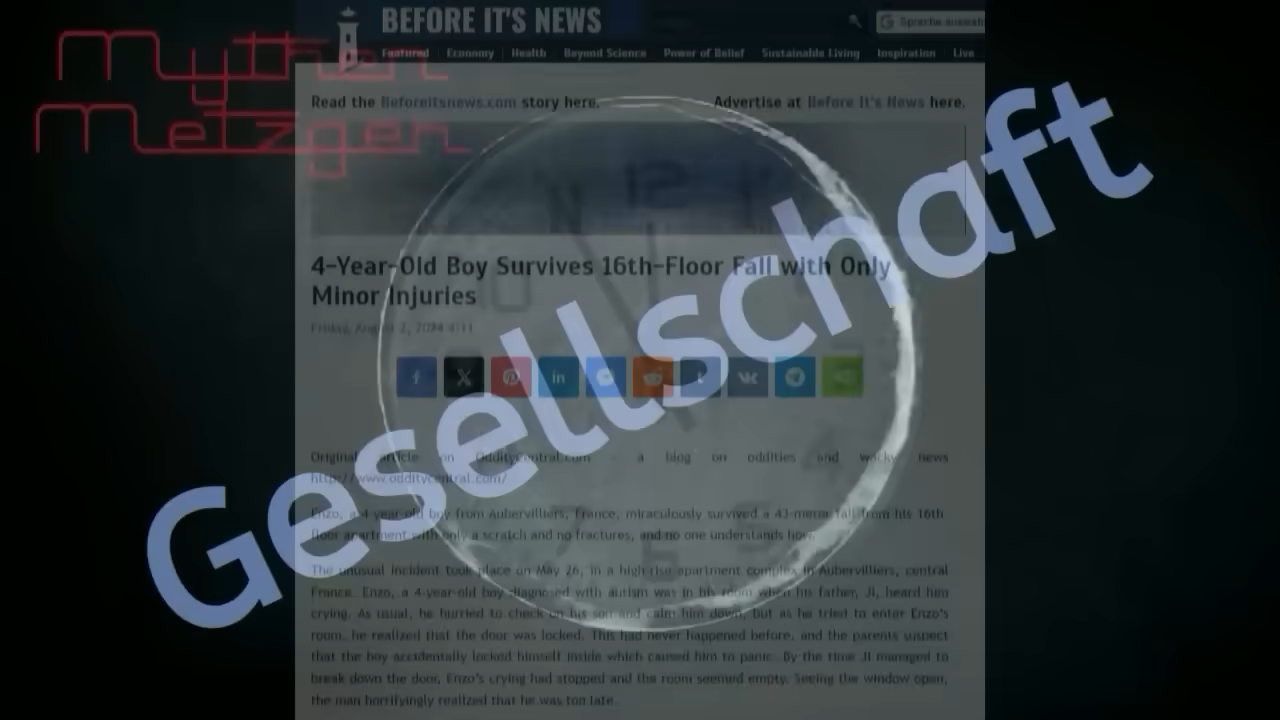 Mythen
Metzger
BEFORE IT'S NEWS
Sprache auswäh
Featured Economy Health Beyond Science Power of Belief Sustainable Living Inspiration Live
Read the Beforeitsnews.com story here. Advertise at Before It's News here.
12
4-Year-Old Boy Survives 16th-Floor Fall with Only
Minor Injuries
Friday, August 2, 2024 4:11
Gesellschaft
Original article on OddityCentral.com - a blog on oddities and wacky news
http://www.odditycentral.com/
Enzo, a 4 year old boy from Aubervilliers, France, miraculously survived a 42-meter fall from his 16th
floor apartment with only a scratch and no fractures, and no one understands how.
The unusual incident took place on May 26, in a high rise apartment complex in Aubervilliers, central
France. Enzo, a 4-year-old boy diagnosed with autism was in his room when his father, JI, heard him
crying. As usual, he hurried to check on his son and calm him down, but as he tried to enter Enzo's
room, he realized that the door was locked. This had never happened before, and the parents suspect
that the boy accidentally locked himself inside which caused him to panic. By the time JI managed to
break down the door, Enzo's crying had stopped and the room seemed empty. Seeing the window open,
the man horrifyingly realized that he was too late.